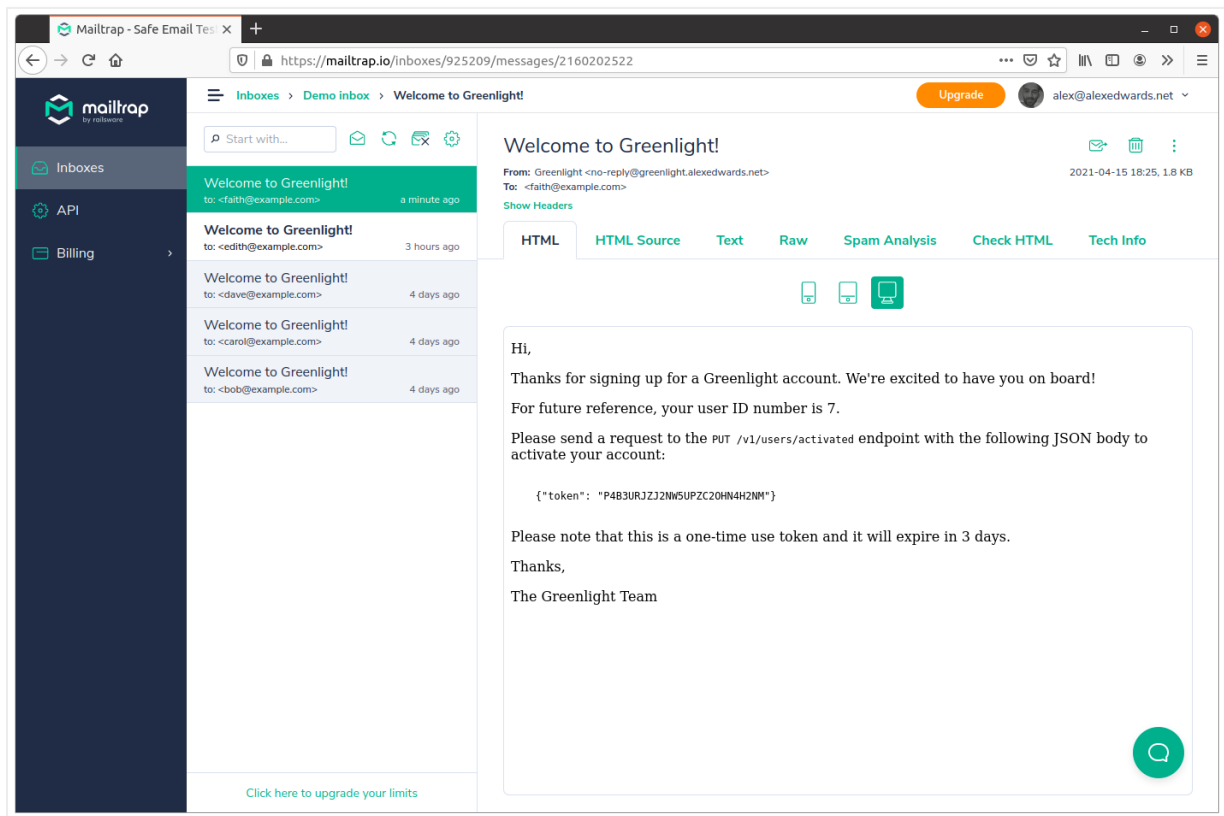 Mailtrap - Safe Email Tes
https://mailtrap.io/inboxes/925209/messages/2160202522
mailtrap
by railsware
Inboxes › Demo inbox › Welcome to Greenlight!
Upgrade
alex@alexedwards.net
Inboxes
API
Billing
Start with...
Welcome to Greenlight!
to: <faith@example.com> a minute ago
Welcome to Greenlight!
to: <edith@example.com> 3 hours ago
Welcome to Greenlight!
to: <dave@example.com> 4 days ago
Welcome to Greenlight!
to: <carol@example.com> 4 days ago
Welcome to Greenlight!
to: <bob@example.com> 4 days ago
Click here to upgrade your limits
Welcome to Greenlight!
From: Greenlight <no-reply@greenlight.alexedwards.net>
2021-04-15 18:25, 1.8 KB
To: <faith@example.com>
Show Headers
HTML HTML Source Text Raw Spam Analysis Check HTML Tech Info
Hi,
Thanks for signing up for a Greenlight account. We're excited to have you on board!
For future reference, your user ID number is 7.
Please send a request to the PUT /v1/users/activated endpoint with the following JSON body to
activate your account:
{"token": "P4B3URJZJ2NW5UPZC2OHN4H2NM"}
Please note that this is a one-time use token and it will expire in 3 days.
Thanks,
The Greenlight Team